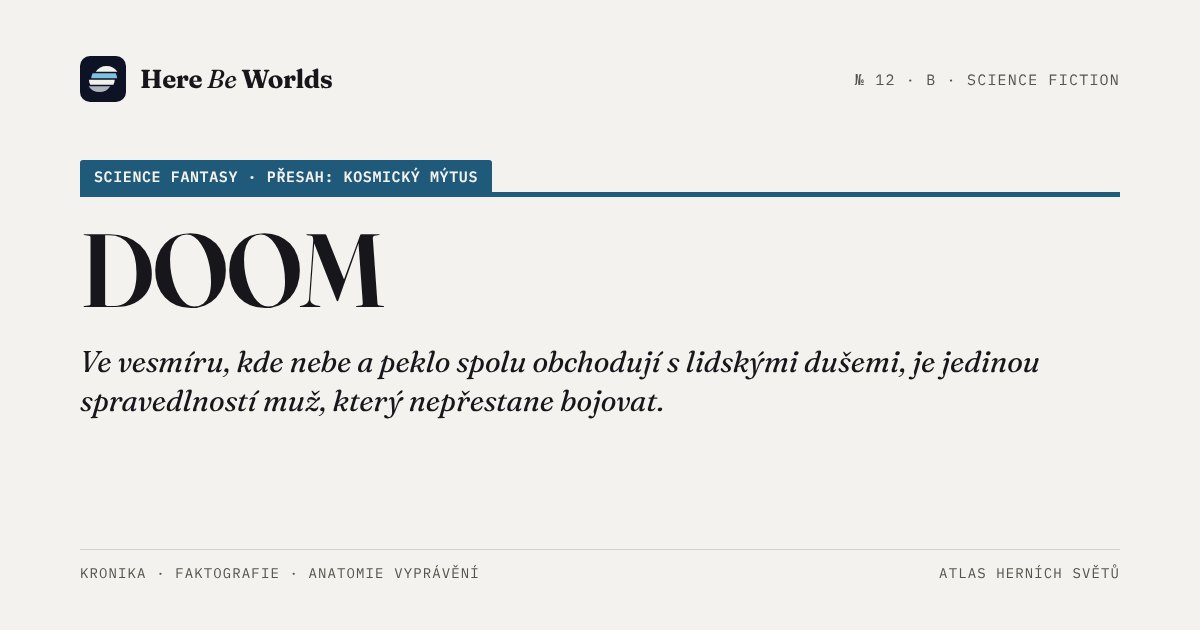 Here Be Worlds
№ 12 · B · SCIENCE FICTION
SCIENCE FANTASY · PŘESAH: KOSMICKÝ MÝTUS
DOOM
Ve vesmíru, kde nebe a peklo spolu obchodují s lidskými dušemi, je jedinou
spravedlností muž, který nepřestane bojovat.
KRONIKA · FAKTOGRAFIE · ANATOMIE VYPRÁVĚNÍ
ATLAS HERNÍCH SVĚTŮ